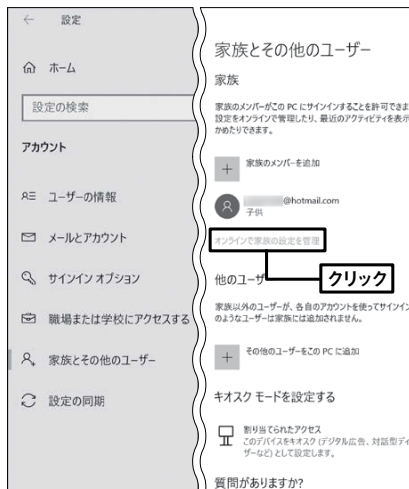 ← 設定
ホーム
設定の検索
アカウント
ユーザーの情報
メールとアカウント
サインイン オプション
職場または学校にアクセスする
家族とその他のユーザー
設定の同期
家族とその他のユーザー
家族
家族のメンバーがこの PC にサインインすることを許可できま
設定をオンラインで管理したり、最近のアクティビティを表示
かめたりできます。
+ 家族のメンバーを追加
@hotmail.com
子供
オンラインで家族の設定を管理
クリック
他のユーザー
家族以外のユーザーが、各自のアカウントを使ってサインイン
のようなユーザーは家族には追加されません。
+ その他のユーザーをこの PC に追加
キオスク モードを設定する
割り当てられたアクセス
このデバイスをキオスク (デジタル広告、対話型ディ
ザーなど) として設定します。
質問がありますか?